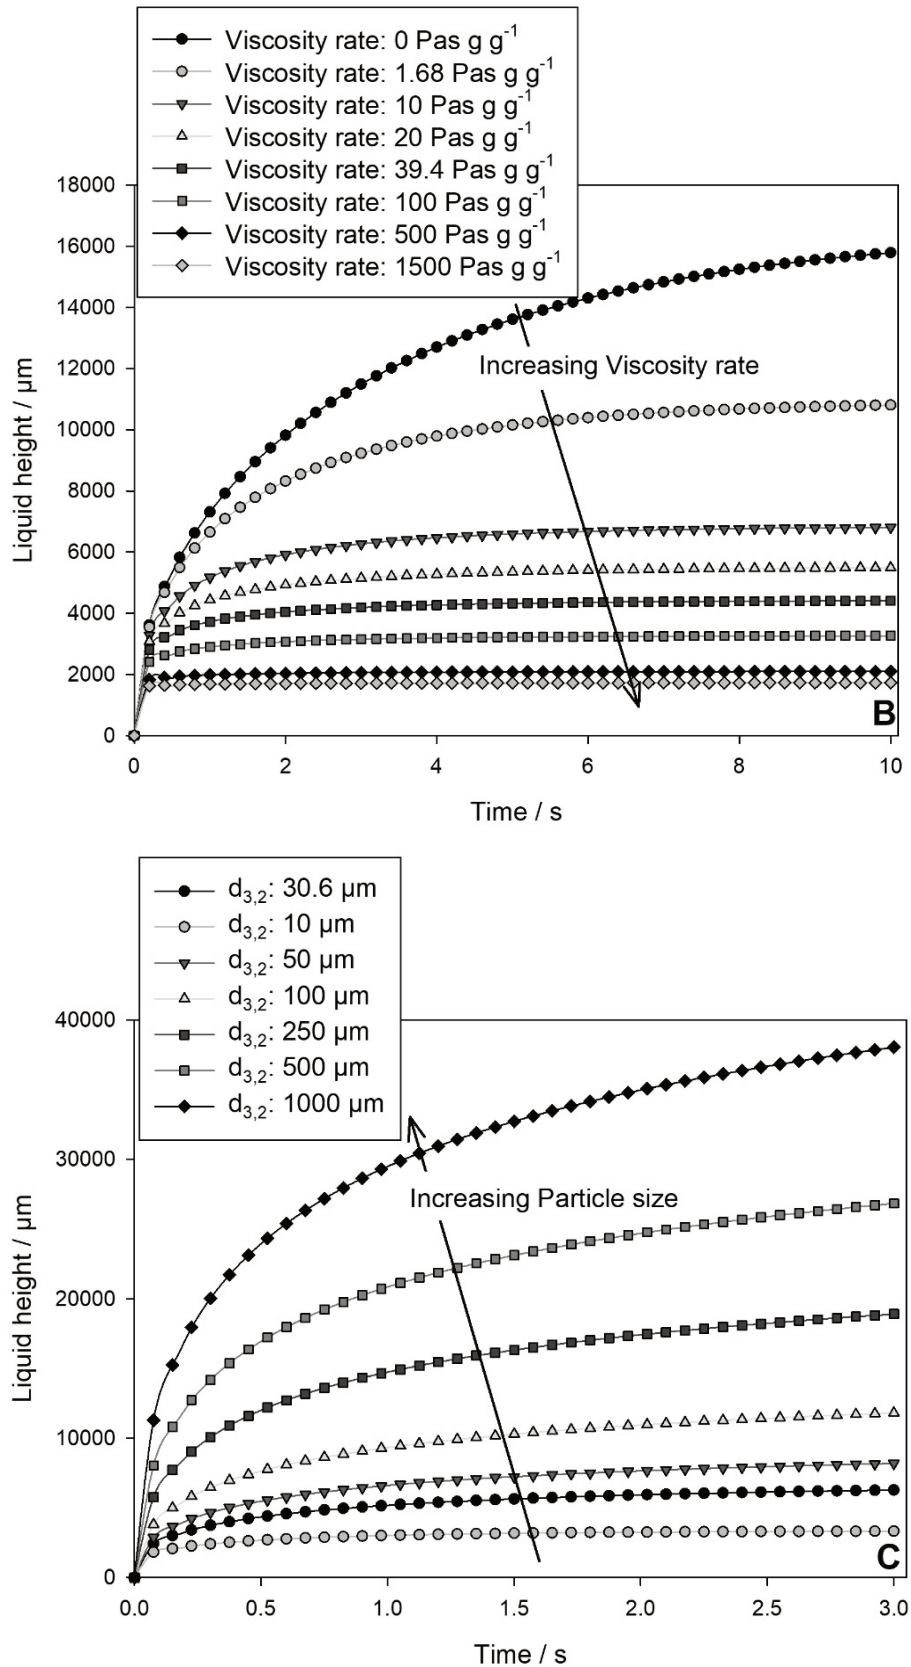 Viscosity rate: 0 Pas g g⁻¹
Viscosity rate: 1.68 Pas g g⁻¹
Viscosity rate: 10 Pas g g⁻¹
Viscosity rate: 20 Pas g g⁻¹
Viscosity rate: 39.4 Pas g g⁻¹
Viscosity rate: 100 Pas g g⁻¹
Viscosity rate: 500 Pas g g⁻¹
Viscosity rate: 1500 Pas g g⁻¹
18000
16000
14000
12000
10000
8000
6000
4000
2000
0
Liquid height / µm
Increasing Viscosity rate
B
0 2 4 6 8 10
Time / s
d₃,₂: 30.6 µm
d₃,₂: 10 µm
d₃,₂: 50 µm
d₃,₂: 100 µm
d₃,₂: 250 µm
d₃,₂: 500 µm
d₃,₂: 1000 µm
40000
30000
20000
10000
0
Liquid height / µm
Increasing Particle size
C
0.0 0.5 1.0 1.5 2.0 2.5 3.0
Time / s